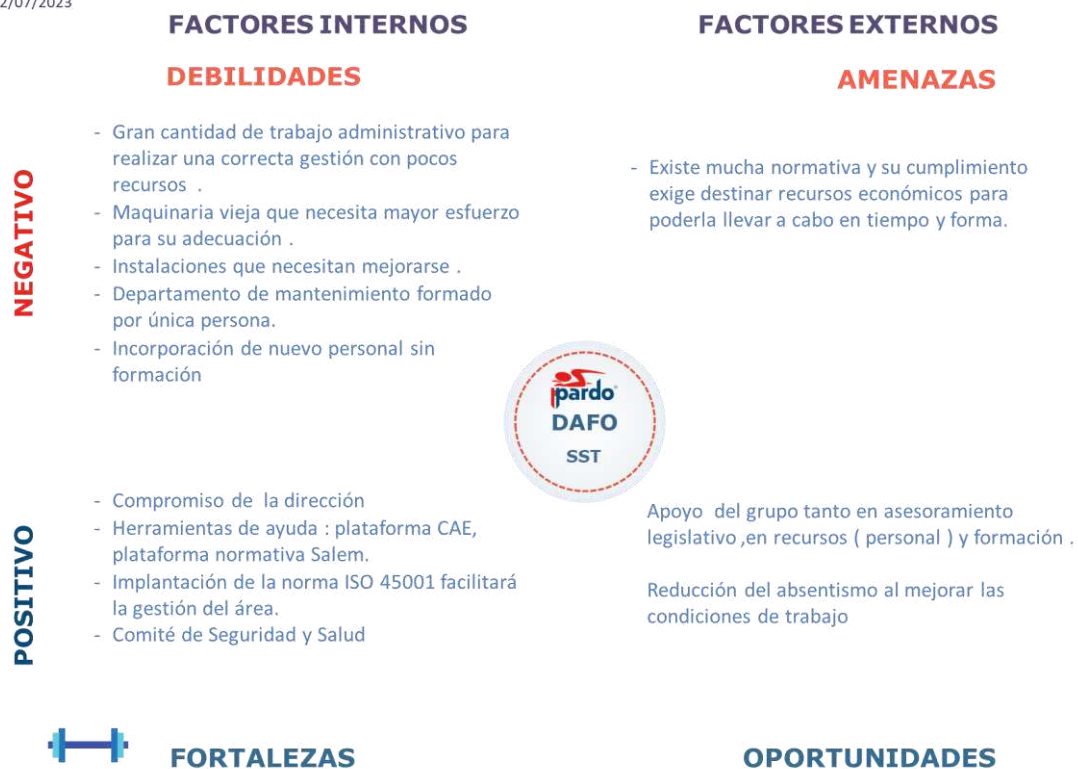 2/07/2023
FACTORES INTERNOS
FACTORES EXTERNOS
DEBILIDADES
AMENAZAS
NEGATIVO
- Gran cantidad de trabajo administrativo para
realizar una correcta gestión con pocos
recursos .
- Maquinaria vieja que necesita mayor esfuerzo
para su adecuación .
- Instalaciones que necesitan mejorarse .
- Departamento de mantenimiento formado
por única persona.
- Incorporación de nuevo personal sin
formación
- Existe mucha normativa y su cumplimiento
exige destinar recursos económicos para
poderla llevar a cabo en tiempo y forma.
pardo
DAFO
SST
POSITIVO
- Compromiso de la dirección
- Herramientas de ayuda : plataforma CAE,
plataforma normativa Salem.
- Implantación de la norma ISO 45001 facilitará
la gestión del área.
- Comité de Seguridad y Salud
Apoyo del grupo tanto en asesoramiento
legislativo ,en recursos ( personal ) y formación .
Reducción del absentismo al mejorar las
condiciones de trabajo
FORTALEZAS
OPORTUNIDADES